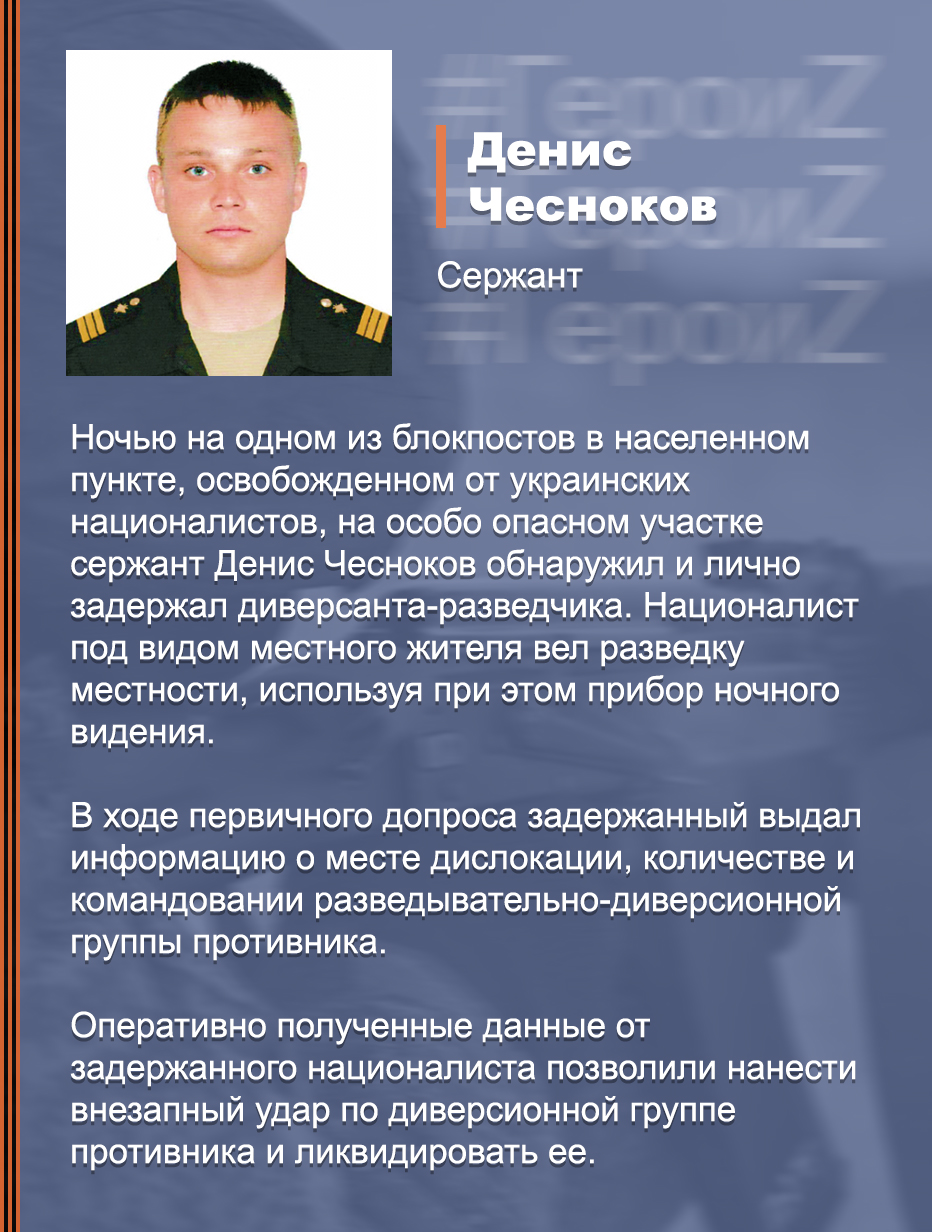 #ГероиZ
Денис
#ГероиZ
Чесноков
Сержант
#ГероиZ
Ночью на одном из блокпостов в населенном
пункте, освобожденном от украинских
националистов, на особо опасном участке
сержант Денис Чесноков обнаружил и лично
задержал диверсанта-разведчика. Националист
под видом местного жителя вел разведку
местности, используя при этом прибор ночного
видения.
В ходе первичного допроса задержанный выдал
информацию о месте дислокации, количестве и
командовании разведывательно-диверсионной
группы противника.
Оперативно полученные данные от
задержанного националиста позволили нанести
внезапный удар по диверсионной группе
противника и ликвидировать ее.